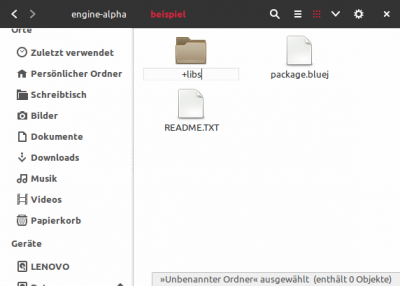 engine-alpha beispiel
Orte
Zuletzt verwendet
Persönlicher Ordner
Schreibtisch
Bilder
Dokumente
Downloads
Musik
Videos
Papierkorb
Geräte
LENOVO
+libs
package.bluej
README.TXT
»Unbenannter Ordner« ausgewählt (enthält 0 Objekte)